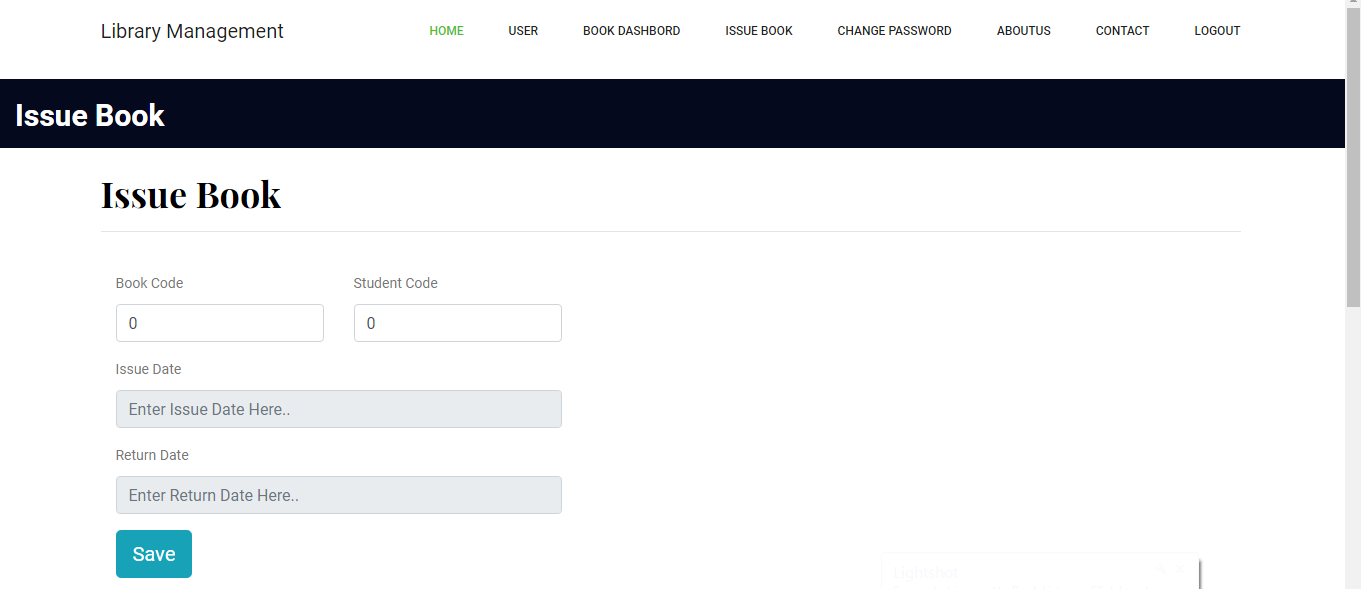 Library Management
HOME USER BOOK DASHBORD ISSUE BOOK CHANGE PASSWORD ABOUTUS CONTACT LOGOUT
Issue Book
Issue Book
Book Code Student Code
0 0
Issue Date
Enter Issue Date Here..
Return Date
Enter Return Date Here..
Save
Lightshot